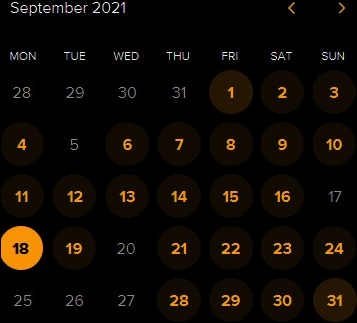 September 2021
MON TUE WED THU FRI SAT SUN
28 29 30 31 1 2 3
4 5 6 7 8 9 10
11 12 13 14 15 16 17
18 19 20 21 22 23 24
25 26 27 28 29 30 31